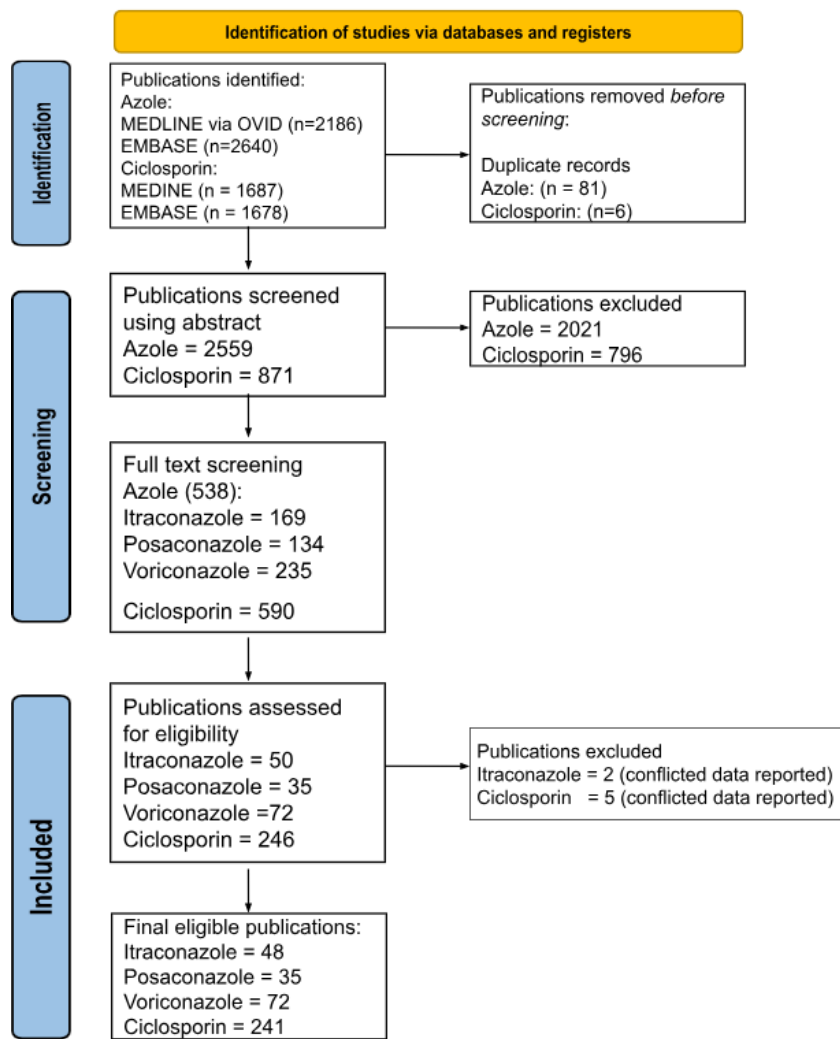 Identification of studies via databases and registers
Identification
Publications identified:
Azole:
MEDLINE via OVID (n=2186)
EMBASE (n=2640)
Ciclosporin:
MEDINE (n = 1687)
EMBASE (n = 1678)
Publications removed before
screening:
Duplicate records
Azole: (n = 81)
Ciclosporin: (n=6)
Screening
Publications screened
using abstract
Azole = 2559
Ciclosporin = 871
Publications excluded
Azole = 2021
Ciclosporin = 796
Full text screening
Azole (538):
Itraconazole = 169
Posaconazole = 134
Voriconazole = 235
Ciclosporin = 590
Included
Publications assessed
for eligibility
Itraconazole = 50
Posaconazole = 35
Voriconazole =72
Ciclosporin = 246
Publications excluded
Itraconazole = 2 (conflicted data reported)
Ciclosporin = 5 (conflicted data reported)
Final eligible publications:
Itraconazole = 48
Posaconazole = 35
Voriconazole = 72
Ciclosporin = 241